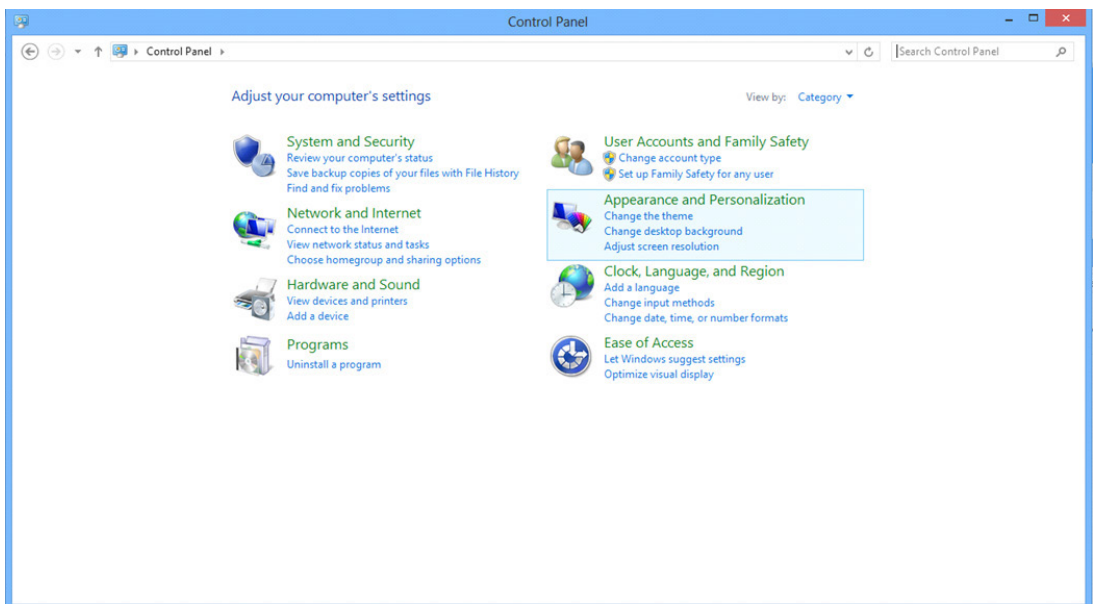 Control Panel
Control Panel
Search Control Panel
Adjust your computer's settings
View by: Category
System and Security
Review your computer's status
Save backup copies of your files with File History
Find and fix problems
Network and Internet
Connect to the Internet
View network status and tasks
Choose homegroup and sharing options
Hardware and Sound
View devices and printers
Add a device
Programs
Uninstall a program
User Accounts and Family Safety
Change account type
Set up Family Safety for any user
Appearance and Personalization
Change the theme
Change desktop background
Adjust screen resolution
Clock, Language, and Region
Add a language
Change input methods
Change date, time, or number formats
Ease of Access
Let Windows suggest settings
Optimize visual display